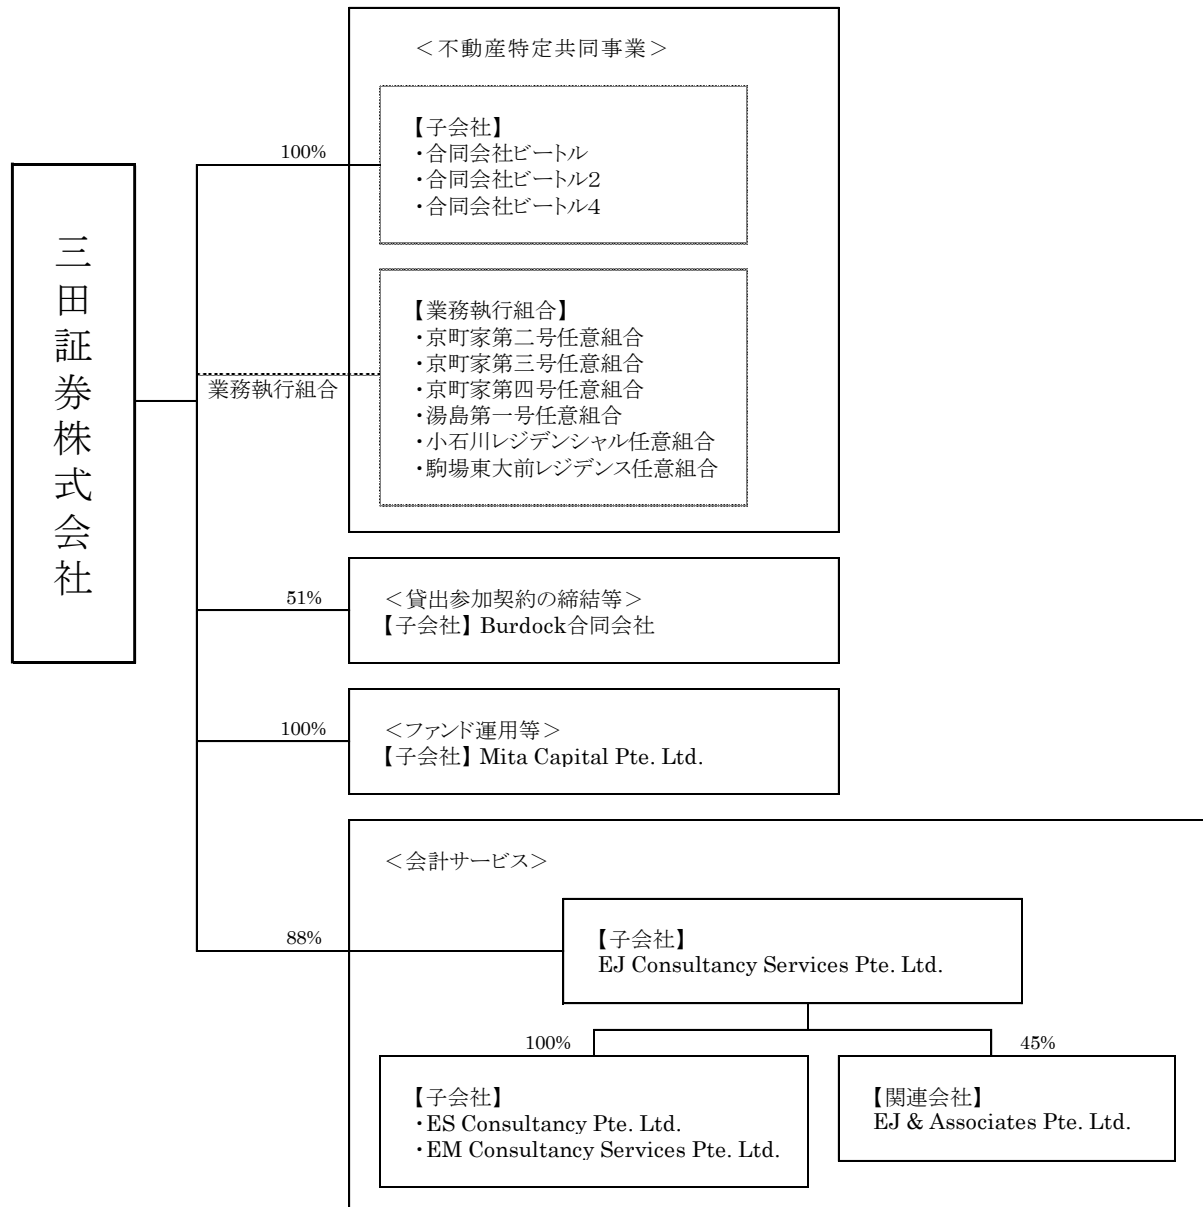 三田証券株式会社
＜不動産特定共同事業＞
100%
【子会社】
・合同会社ビートル
・合同会社ビートル2
・合同会社ビートル4
業務執行組合
【業務執行組合】
・京町家第二号任意組合
・京町家第三号任意組合
・京町家第四号任意組合
・湯島第一号任意組合
・小石川レジデンシャル任意組合
・駒場東大前レジデンス任意組合
51%
＜貸出参加契約の締結等＞
【子会社】Burdock合同会社
100%
＜ファンド運用等＞
【子会社】Mita Capital Pte. Ltd.
＜会計サービス＞
88%
【子会社】
EJ Consultancy Services Pte. Ltd.
100%
45%
【子会社】
・ES Consultancy Pte. Ltd.
・EM Consultancy Services Pte. Ltd.
【関連会社】
EJ & Associates Pte. Ltd.